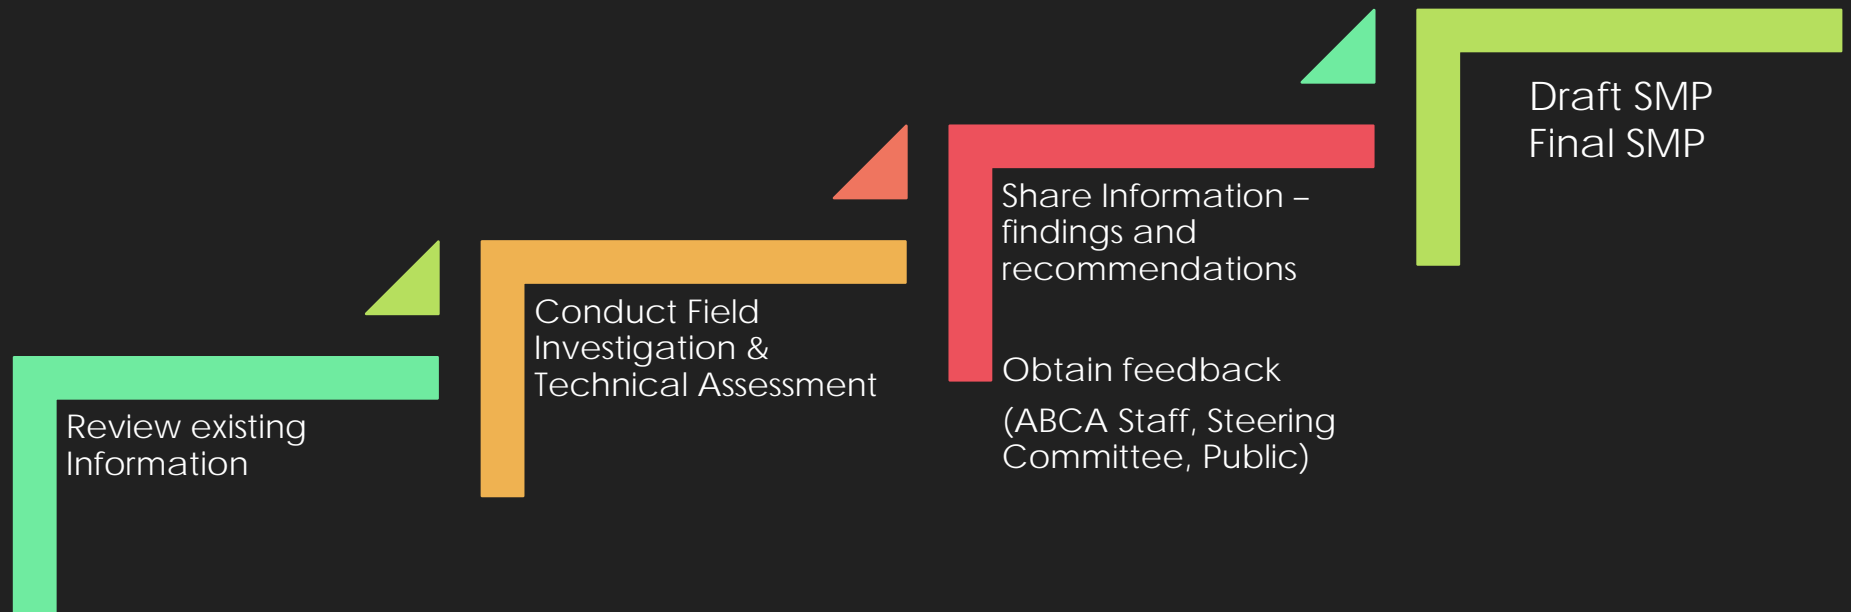 Review existing
Information
Conduct Field
Investigation &
Technical Assessment
Share Information –
findings and
recommendations
Obtain feedback
(ABCA Staff, Steering
Committee, Public)
Draft SMP
Final SMP